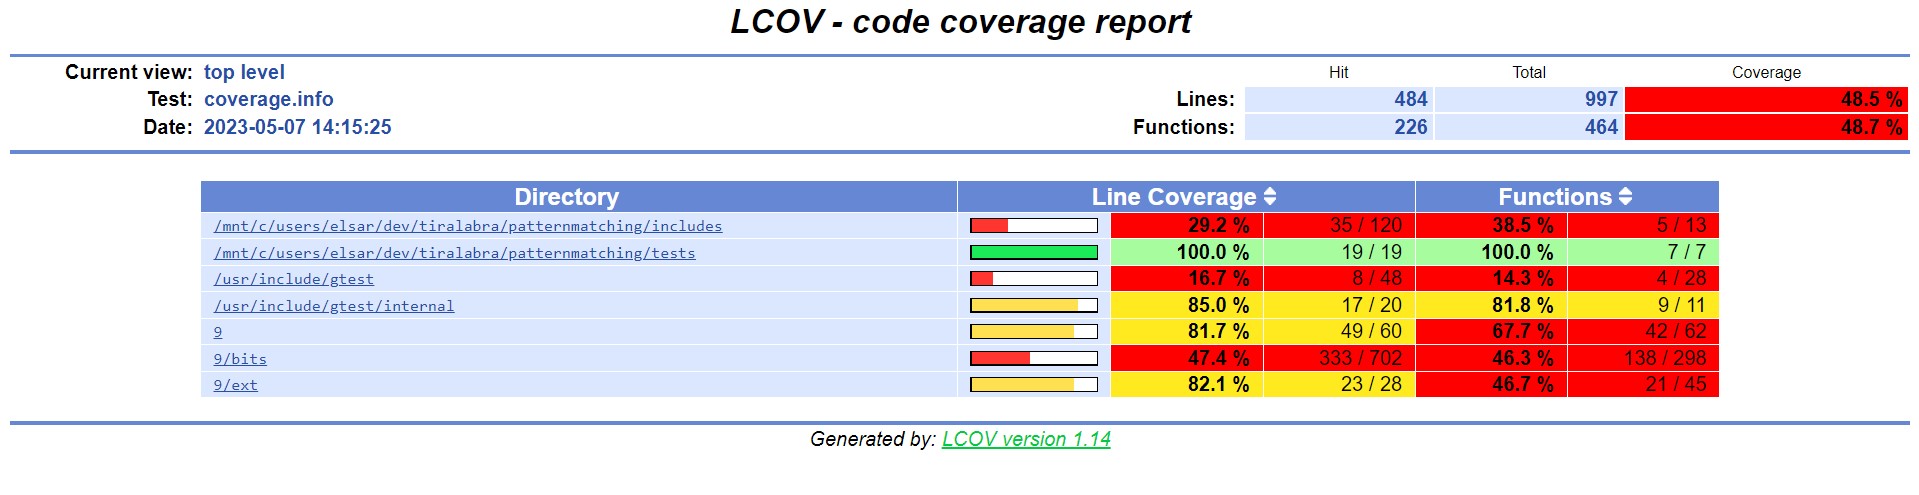 LCOV - code coverage report
Current view: top level Hit Total Coverage
Test: coverage.info Lines: 484 997 48.5 %
Date: 2023-05-07 14:15:25 Functions: 226 464 48.7 %
Directory Line Coverage Functions
/mnt/c/users/elsar/dev/tiralabra/patternmatching/includes 29.2 % 35 / 120 38.5 % 5 / 13
/mnt/c/users/elsar/dev/tiralabra/patternmatching/tests 100.0 % 19 / 19 100.0 % 7 / 7
/usr/include/gtest 16.7 % 8 / 48 14.3 % 4 / 28
/usr/include/gtest/internal 85.0 % 17 / 20 81.8 % 9 / 11
9 81.7 % 49 / 60 67.7 % 42 / 62
9/bits 47.4 % 333 / 702 46.3 % 138 / 298
9/ext 82.1 % 23 / 28 46.7 % 21 / 45
Generated by: LCOV version 1.14